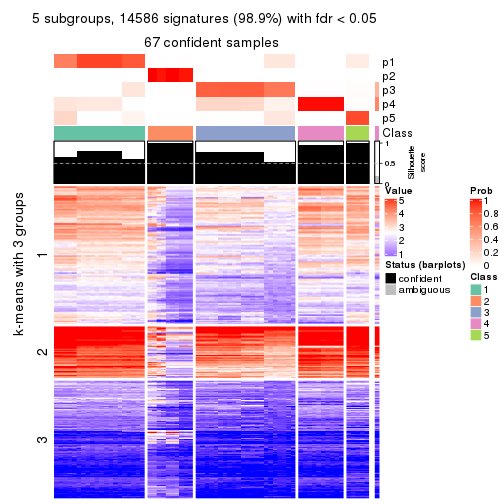 5 subgroups, 14586 signatures (98.9%) with fdr < 0.05
67 confident samples
p1
p2
p3
p4
p5
Class
1
0.5
0
Silhouette
score
k-means with 3 groups
1
2
3
Value
5
4
3
2
1
Status (barplots)
confident
ambiguous
Prob
1
0.8
0.6
0.4
0.2
0
Class
1
2
3
4
5